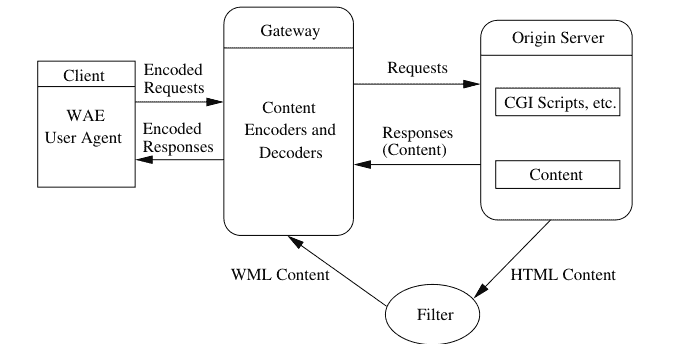 Client
WAE
User Agent
Encoded
Requests
Encoded
Responses
Gateway
Content
Encoders and
Decoders
Requests
Responses
(Content)
Origin Server
CGI Scripts, etc.
Content
WML Content
HTML Content
Filter